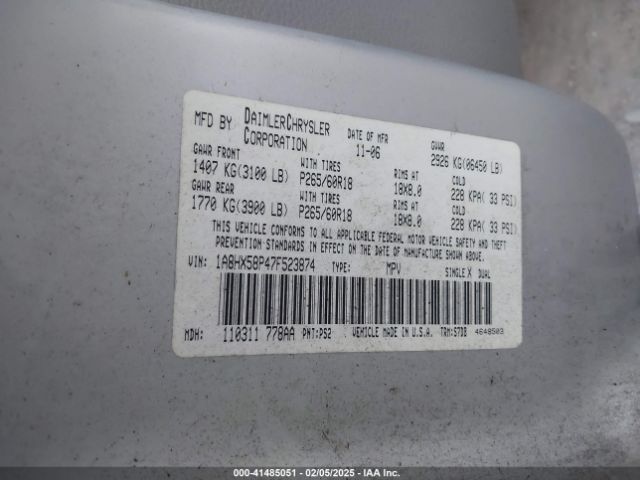 MFD BY DAIMLERCHRYSLER CORPORATION DATE OF MFR 11-06 GVWR 2926 KG(06450 LB)
GAWR FRONT WITH TIRES RIMS AT COLD
1407 KG(3100 LB) P265/60R18 18X8.0 228 KPA( 33 PSI)
GAWR REAR WITH TIRES RIMS AT COLD
1770 KG(3900 LB) P265/60R18 18X8.0 228 KPA( 33 PSI)
THIS VEHICLE CONFORMS TO ALL APPLICABLE FEDERAL MOTOR VEHICLE SAFETY AND THEFT
PREVENTION STANDARDS IN EFFECT ON THE DATE OF MANUFACTURE SHOWN ABOVE.
VIN: 1A8HX58P47F523874 TYPE: MPV SINGLE X DUAL
MDH: 110311 778AA PNT:PS2 VEHICLE MADE IN U.S.A. TRM:S7DB 4648503
000-41485051 - 02/05/2025 - IAA Inc.